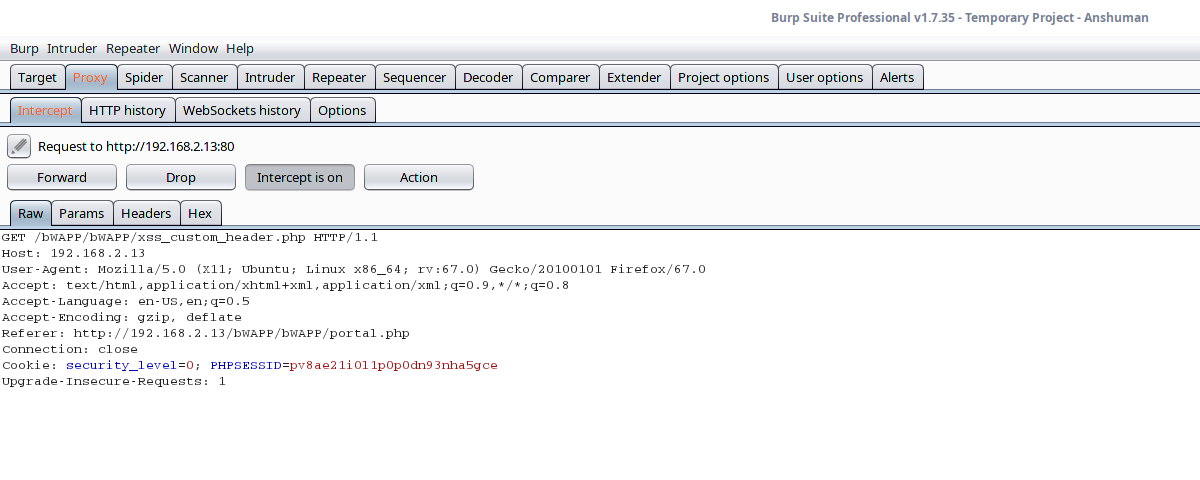 Burp Suite Professional v1.7.35 - Temporary Project - Anshuman
Burp Intruder Repeater Window Help
Target Proxy Spider Scanner Intruder Repeater Sequencer Decoder Comparer Extender Project options User options Alerts
Intercept HTTP history WebSockets history Options
Request to http://192.168.2.13:80
Forward Drop Intercept is on Action
Raw Params Headers Hex
GET /bWAPP/bWAPP/xss_custom_header.php HTTP/1.1
Host: 192.168.2.13
User-Agent: Mozilla/5.0 (X11; Ubuntu; Linux x86_64; rv:67.0) Gecko/20100101 Firefox/67.0
Accept: text/html,application/xhtml+xml,application/xml;q=0.9,*/*;q=0.8
Accept-Language: en-US,en;q=0.5
Accept-Encoding: gzip, deflate
Referer: http://192.168.2.13/bWAPP/bWAPP/portal.php
Connection: close
Cookie: security_level=0; PHPSESSID=pv8ae21i0l1p0p0dn93nha5gce
Upgrade-Insecure-Requests: 1